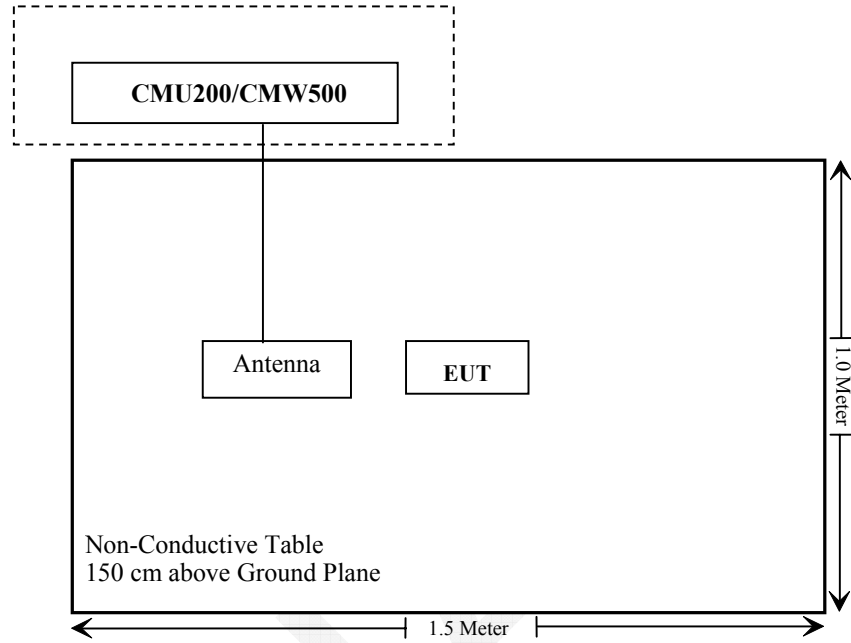 CMU200/CMW500
Antenna
EUT
1.0 Meter
Non-Conductive Table
150 cm above Ground Plane
1.5 Meter